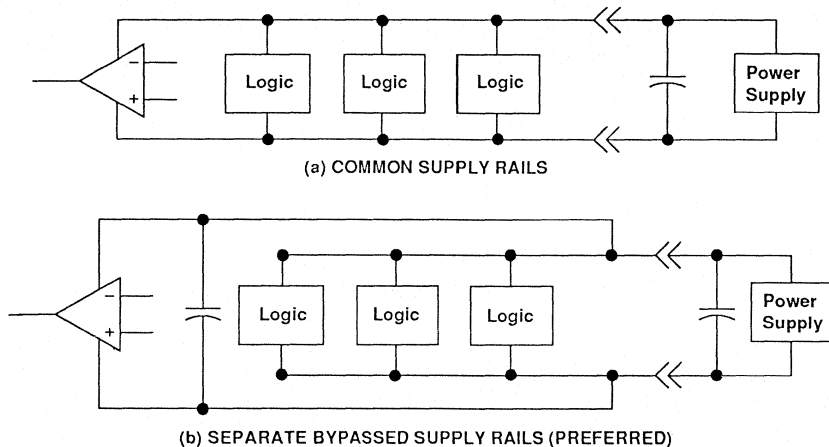 −
+
Logic
Logic
Logic
Power
Supply
(a) COMMON SUPPLY RAILS
−
+
Logic
Logic
Logic
Power
Supply
(b) SEPARATE BYPASSED SUPPLY RAILS (PREFERRED)